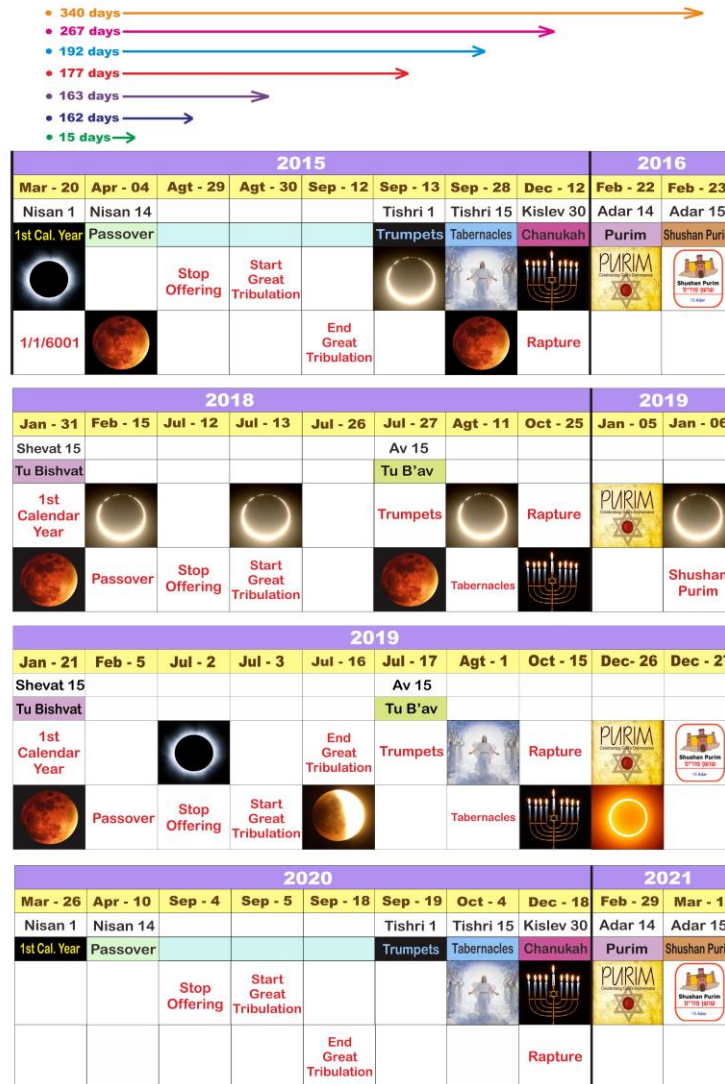 • 340 days
• 267 days
• 192 days
• 177 days
• 163 days
• 162 days
• 15 days
2015 2016
Mar - 20 Apr - 04 Agt - 29 Agt - 30 Sep - 12 Sep - 13 Sep - 28 Dec - 12 Feb - 22 Feb - 23
Nisan 1 Nisan 14 Tishri 1 Tishri 15 Kislev 30 Adar 14 Adar 15
1st Cal. Year Passover Trumpets Tabernacles Chanukah Purim Shushan Purim
Stop Offering Start Great Tribulation PURIM Shushan Purim
1/1/6001 End Great Tribulation Rapture
2018 2019
Jan - 31 Feb - 15 Jul - 12 Jul - 13 Jul - 26 Jul - 27 Agt - 11 Oct - 25 Jan - 05 Jan - 06
Shevat 15 Av 15
Tu Bishvat Tu B'av
1st Calendar Year Trumpets Rapture PURIM
Passover Stop Offering Start Great Tribulation Tabernacles Shushan Purim
2019
Jan - 21 Feb - 5 Jul - 2 Jul - 3 Jul - 16 Jul - 17 Agt - 1 Oct - 15 Dec- 26 Dec - 27
Shevat 15 Av 15
Tu Bishvat Tu B'av
1st Calendar Year End Great Tribulation Trumpets Rapture PURIM Shushan Purim
Passover Stop Offering Start Great Tribulation Tabernacles
2020 2021
Mar - 26 Apr - 10 Sep - 4 Sep - 5 Sep - 18 Sep - 19 Oct - 4 Dec - 18 Feb - 29 Mar - 1
Nisan 1 Nisan 14 Tishri 1 Tishri 15 Kislev 30 Adar 14 Adar 15
1st Cal. Year Passover Trumpets Tabernacles Chanukah Purim Shushan Puri
Stop Offering Start Great Tribulation PURIM Shushan Purim
End Great Tribulation Rapture